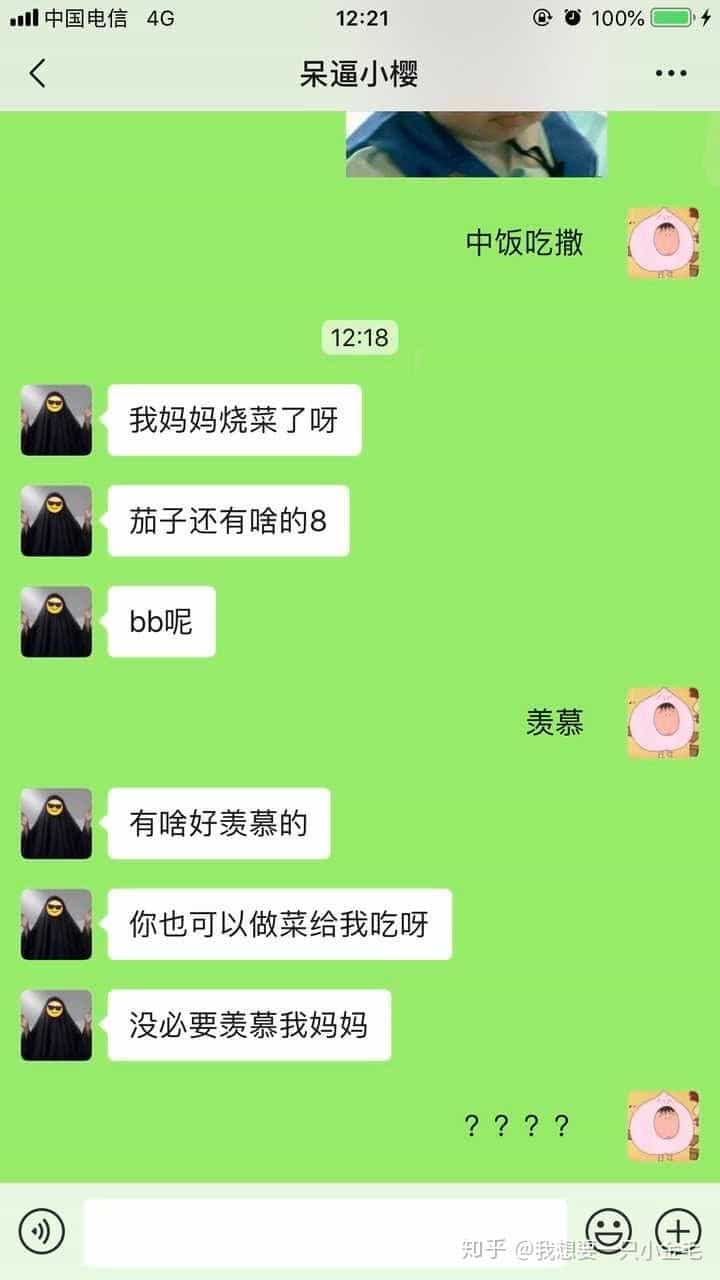 中国电信 4G 12:21 100%
呆逼小樱
中饭吃撒
12:18
我妈妈烧菜了呀
茄子还有啥的8
bb呢
羡慕
有啥好羡慕的
你也可以做菜给我吃呀
没必要羡慕我妈妈
？？？？
知乎 @我想要一只小金毛